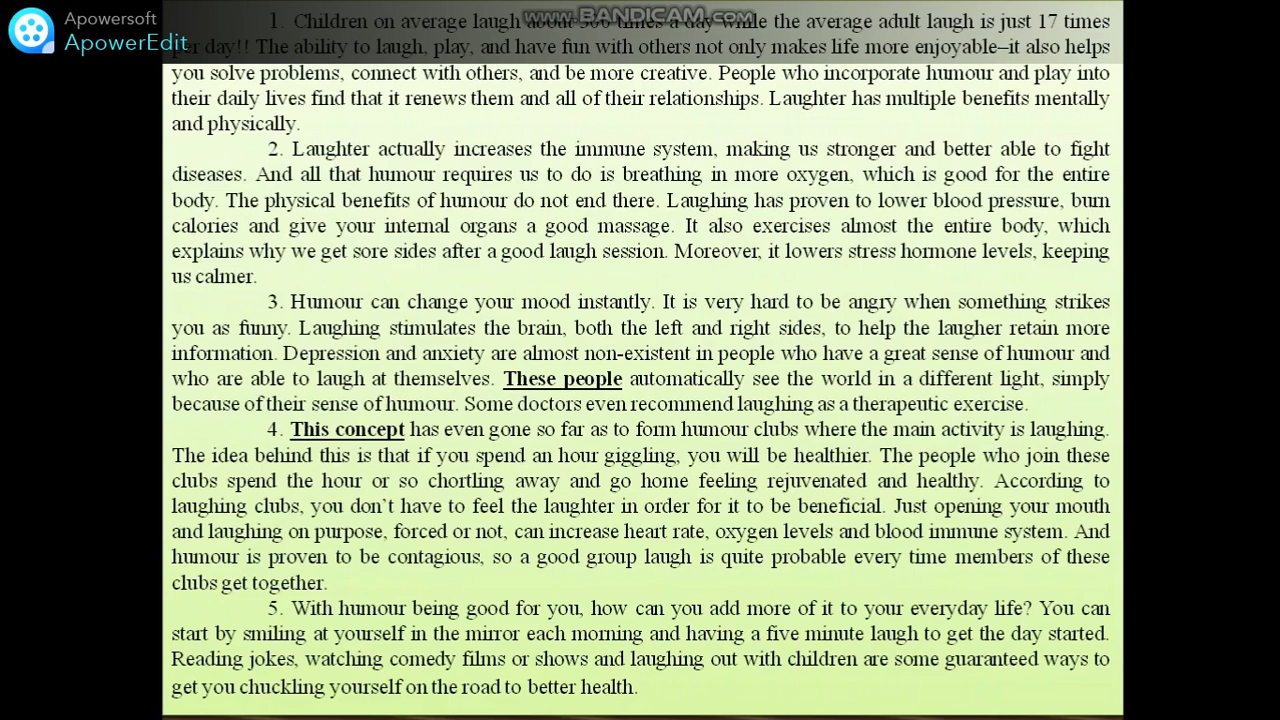 Apowersoft
ApowerEdit
www.BANDICAM.com
1. Children on average laugh about 300 times a day while the average adult laugh is just 17 times
per day!! The ability to laugh, play, and have fun with others not only makes life more enjoyable–it also helps
you solve problems, connect with others, and be more creative. People who incorporate humour and play into
their daily lives find that it renews them and all of their relationships. Laughter has multiple benefits mentally
and physically.
2. Laughter actually increases the immune system, making us stronger and better able to fight
diseases. And all that humour requires us to do is breathing in more oxygen, which is good for the entire
body. The physical benefits of humour do not end there. Laughing has proven to lower blood pressure, burn
calories and give your internal organs a good massage. It also exercises almost the entire body, which
explains why we get sore sides after a good laugh session. Moreover, it lowers stress hormone levels, keeping
us calmer.
3. Humour can change your mood instantly. It is very hard to be angry when something strikes
you as funny. Laughing stimulates the brain, both the left and right sides, to help the laugher retain more
information. Depression and anxiety are almost non-existent in people who have a great sense of humour and
who are able to laugh at themselves. These people automatically see the world in a different light, simply
because of their sense of humour. Some doctors even recommend laughing as a therapeutic exercise.
4. This concept has even gone so far as to form humour clubs where the main activity is laughing.
The idea behind this is that if you spend an hour giggling, you will be healthier. The people who join these
clubs spend the hour or so chortling away and go home feeling rejuvenated and healthy. According to
laughing clubs, you don't have to feel the laughter in order for it to be beneficial. Just opening your mouth
and laughing on purpose, forced or not, can increase heart rate, oxygen levels and blood immune system. And
humour is proven to be contagious, so a good group laugh is quite probable every time members of these
clubs get together.
5. With humour being good for you, how can you add more of it to your everyday life? You can
start by smiling at yourself in the mirror each morning and having a five minute laugh to get the day started.
Reading jokes, watching comedy films or shows and laughing out with children are some guaranteed ways to
get you chuckling yourself on the road to better health.